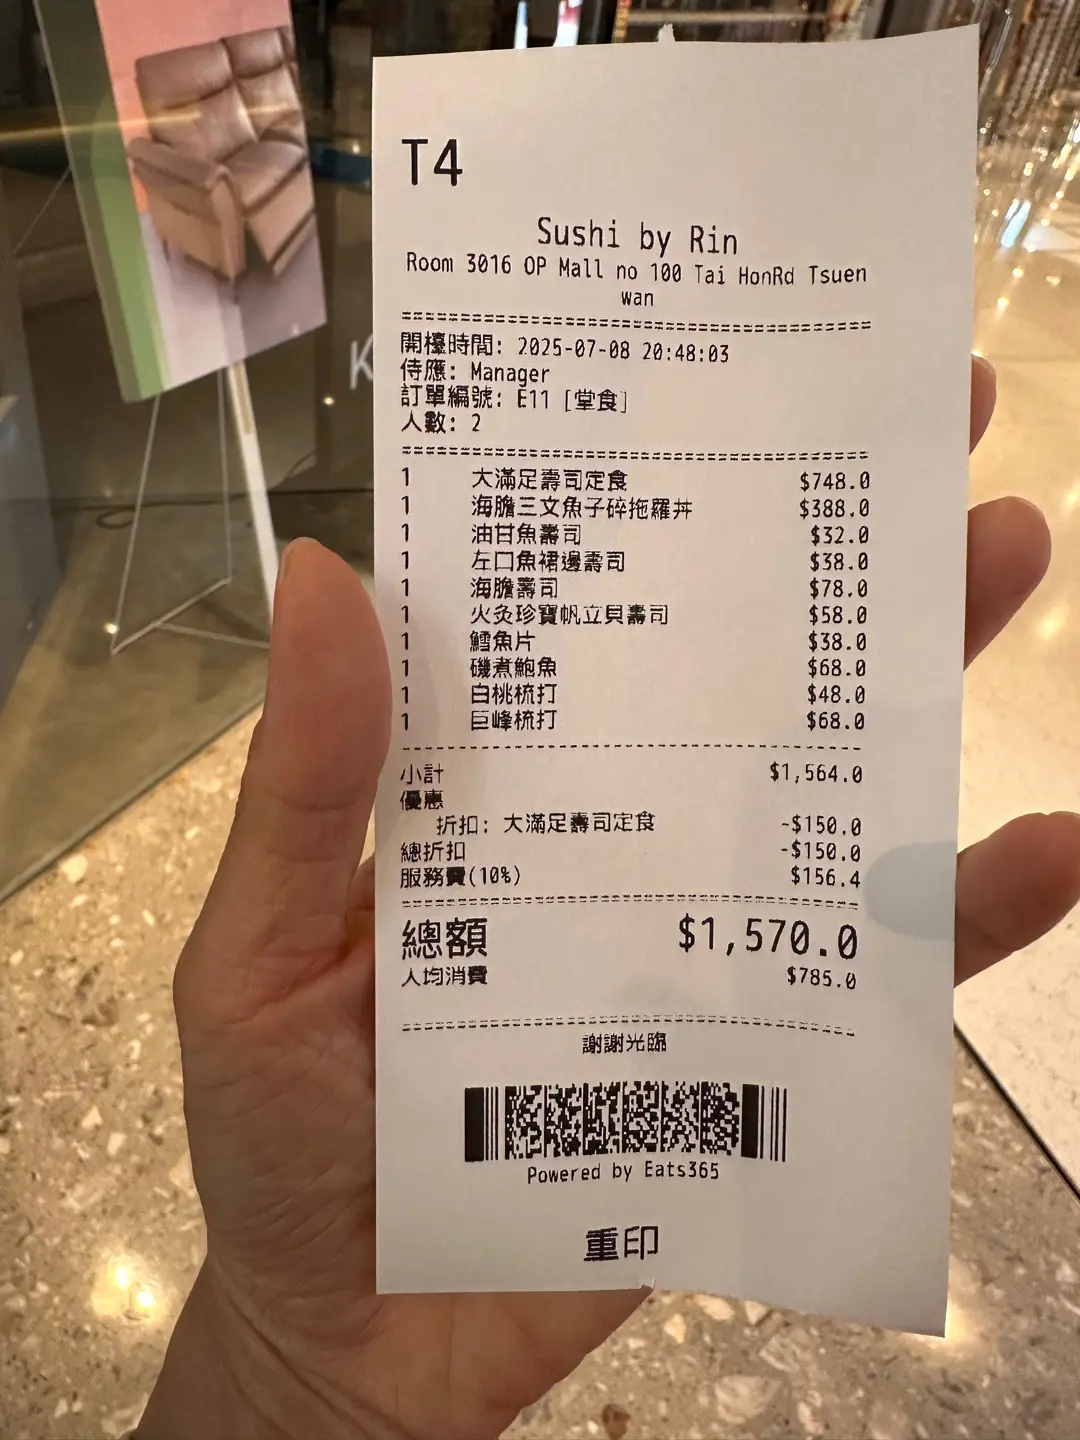 T4
Sushi by Rin
Room 3016 OP Mall no 100 Tai HonRd Tsuen
wan
開檯時間: 2025-07-08 20:48:03
侍應: Manager
訂單編號: E11 [堂食]
人數: 2
1 大滿足壽司定食 $748.0
1 海膽三文魚子碎拖羅丼 $388.0
1 油甘魚壽司 $32.0
1 左口魚裙邊壽司 $38.0
1 海膽壽司 $78.0
1 火灸珍寶帆立貝壽司 $58.0
1 鱈魚片 $38.0
1 磯煮鮑魚 $68.0
1 白桃梳打 $48.0
1 巨峰梳打 $68.0
小計 $1,564.0
優惠
折扣: 大滿足壽司定食 -$150.0
總折扣 -$150.0
服務費(10%) $156.4
總額 $1,570.0
人均消費 $785.0
謝謝光臨
Powered by Eats365
重印
K